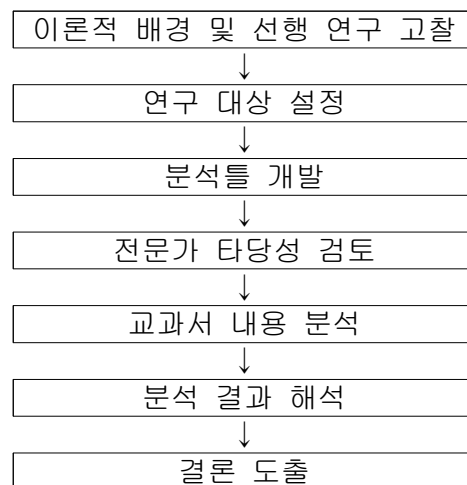 이론적 배경 및 선행 연구 고찰
연구 대상 설정
분석틀 개발
전문가 타당성 검토
교과서 내용 분석
분석 결과 해석
결론 도출